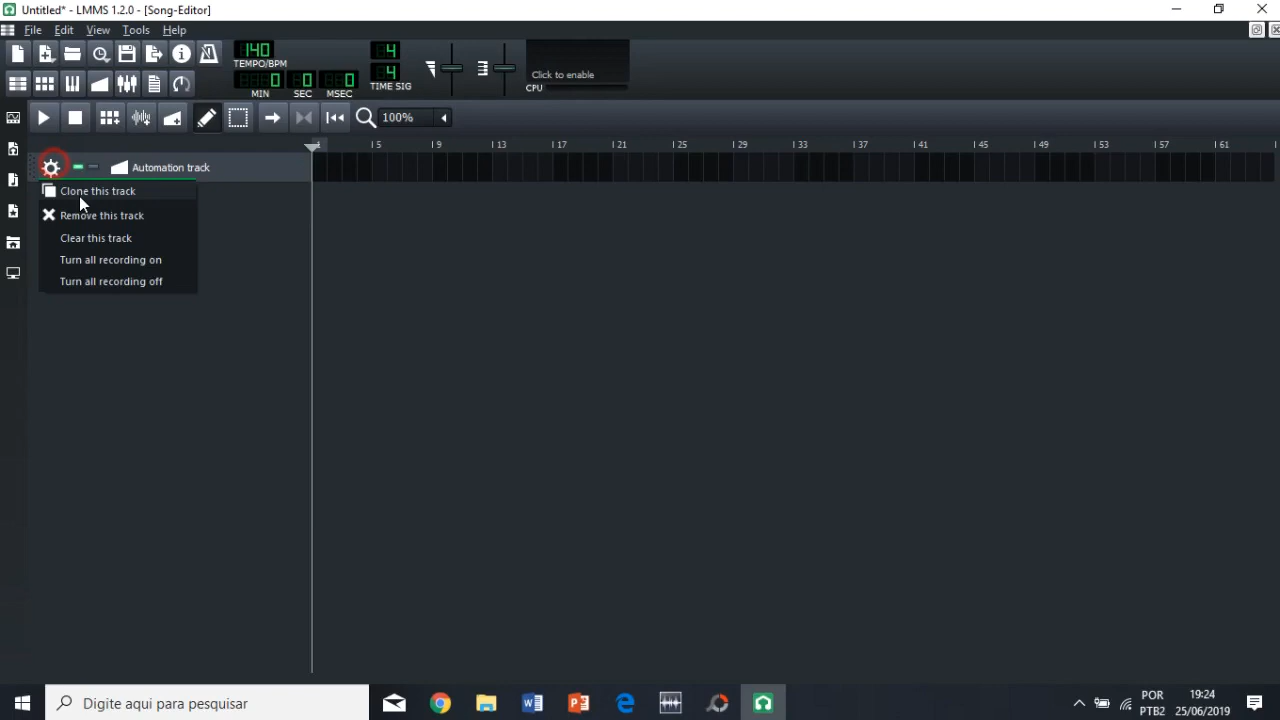 Untitled* - LMMS 1.2.0 - [Song-Editor]
File Edit View Tools Help
140
TEMPO/BPM
4
4
TIME SIG
0 0 0
MIN SEC MSEC
Click to enable
CPU
100%
5 9 13 17 21 25 29 33 37 41 45 49 53 57 61
Automation track
Clone this track
Remove this track
Clear this track
Turn all recording on
Turn all recording off
Digite aqui para pesquisar
POR
PTB2
19:24
25/06/2019